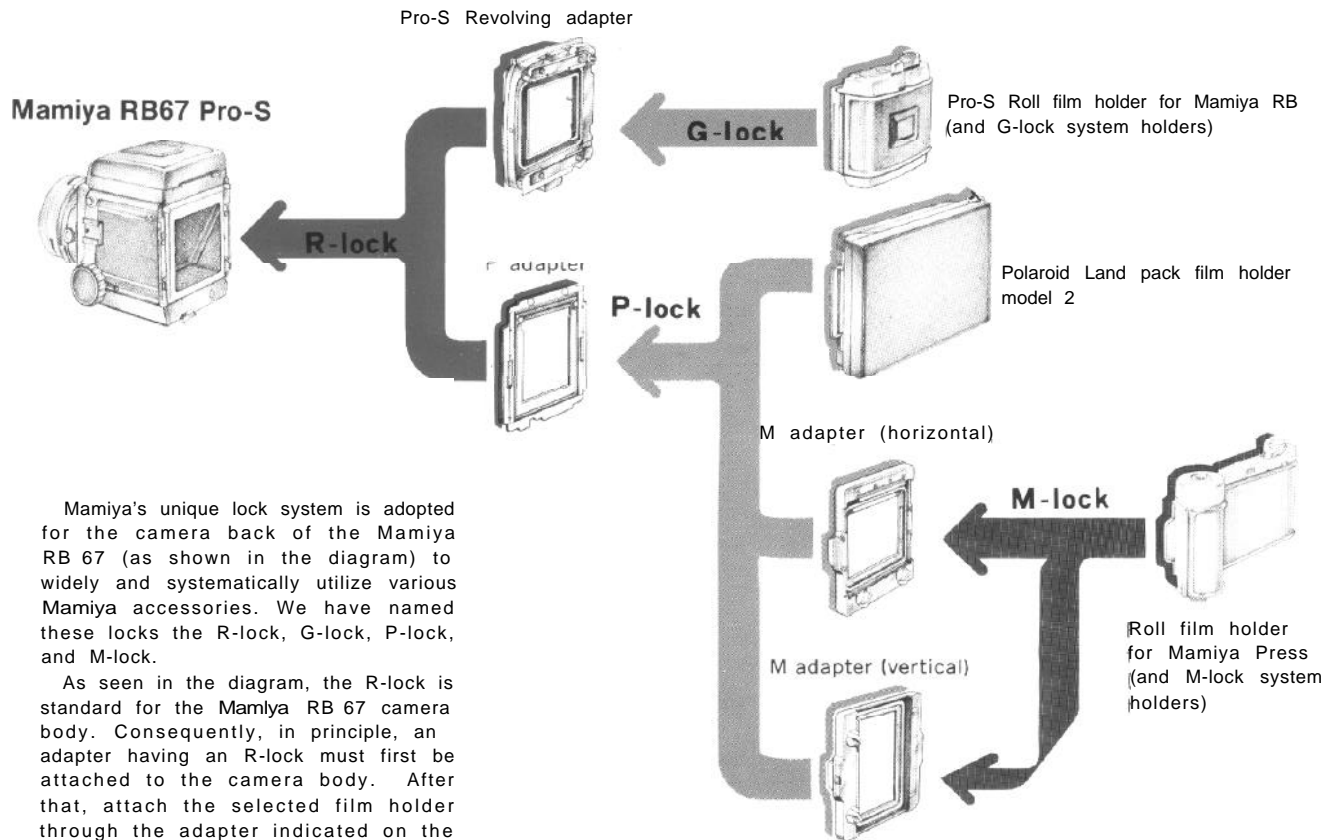 Pro-S Revolving adapter
Mamiya RB67 Pro-S
G-lock
Pro-S Roll film holder for Mamiya RB
(and G-lock system holders)
R-lock
P adapter
P-lock
Polaroid Land pack film holder
model 2
M adapter (horizontal)
M-lock
Roll film holder
for Mamiya Press
(and M-lock system
holders)
M adapter (vertical)
Mamiya's unique lock system is adopted
for the camera back of the Mamiya
RB 67 (as shown in the diagram) to
widely and systematically utilize various
Mamiya accessories. We have named
these locks the R-lock, G-lock, P-lock,
and M-lock.
As seen in the diagram, the R-lock is
standard for the Mamlya RB 67 camera
body. Consequently, in principle, an
adapter having an R-lock must first be
attached to the camera body. After
that, attach the selected film holder
through the adapter indicated on the